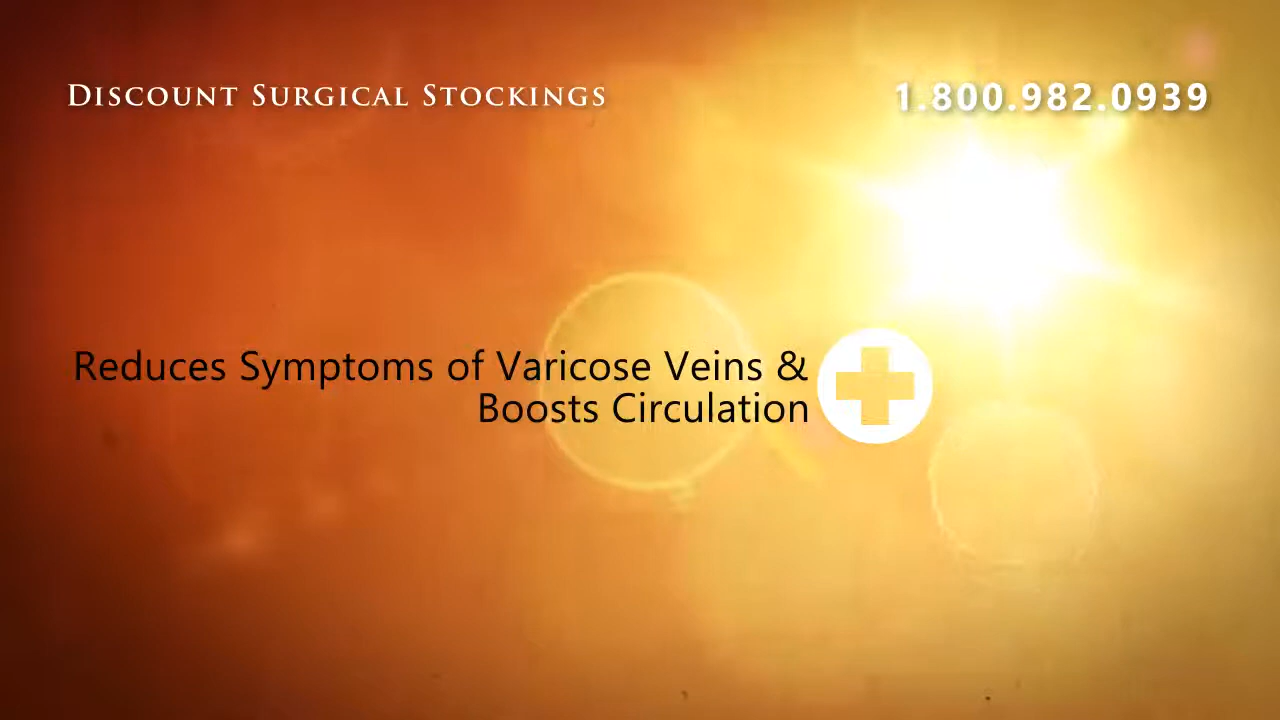 Discount Surgical Stockings
1.800.982.0939
Reduces Symptoms of Varicose Veins &
Boosts Circulation